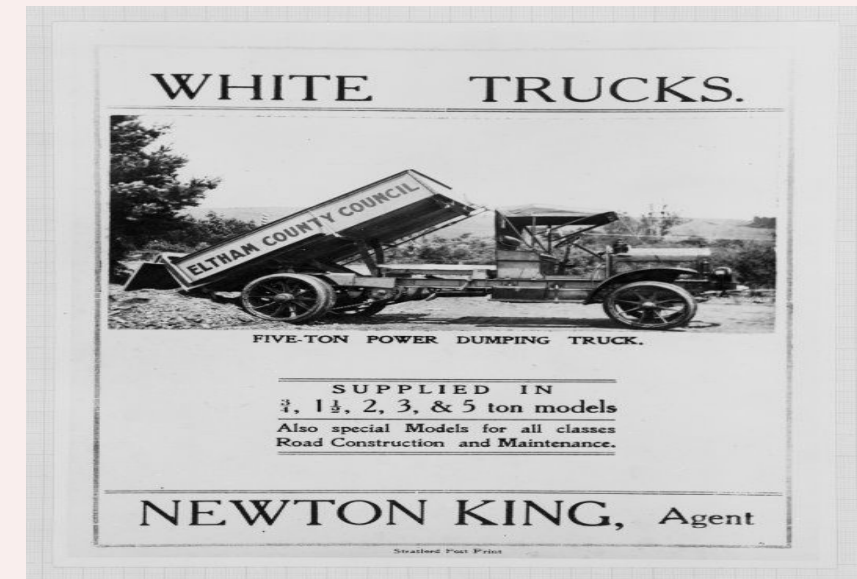 WHITE TRUCKS.
ELTHAM COUNTY COUNCIL
FIVE-TON POWER DUMPING TRUCK.
SUPPLIED IN
¾, 1½, 2, 3, & 5 ton models
Also special Models for all classes
Road Construction and Maintenance.
NEWTON KING, Agent
Stratford Post Print